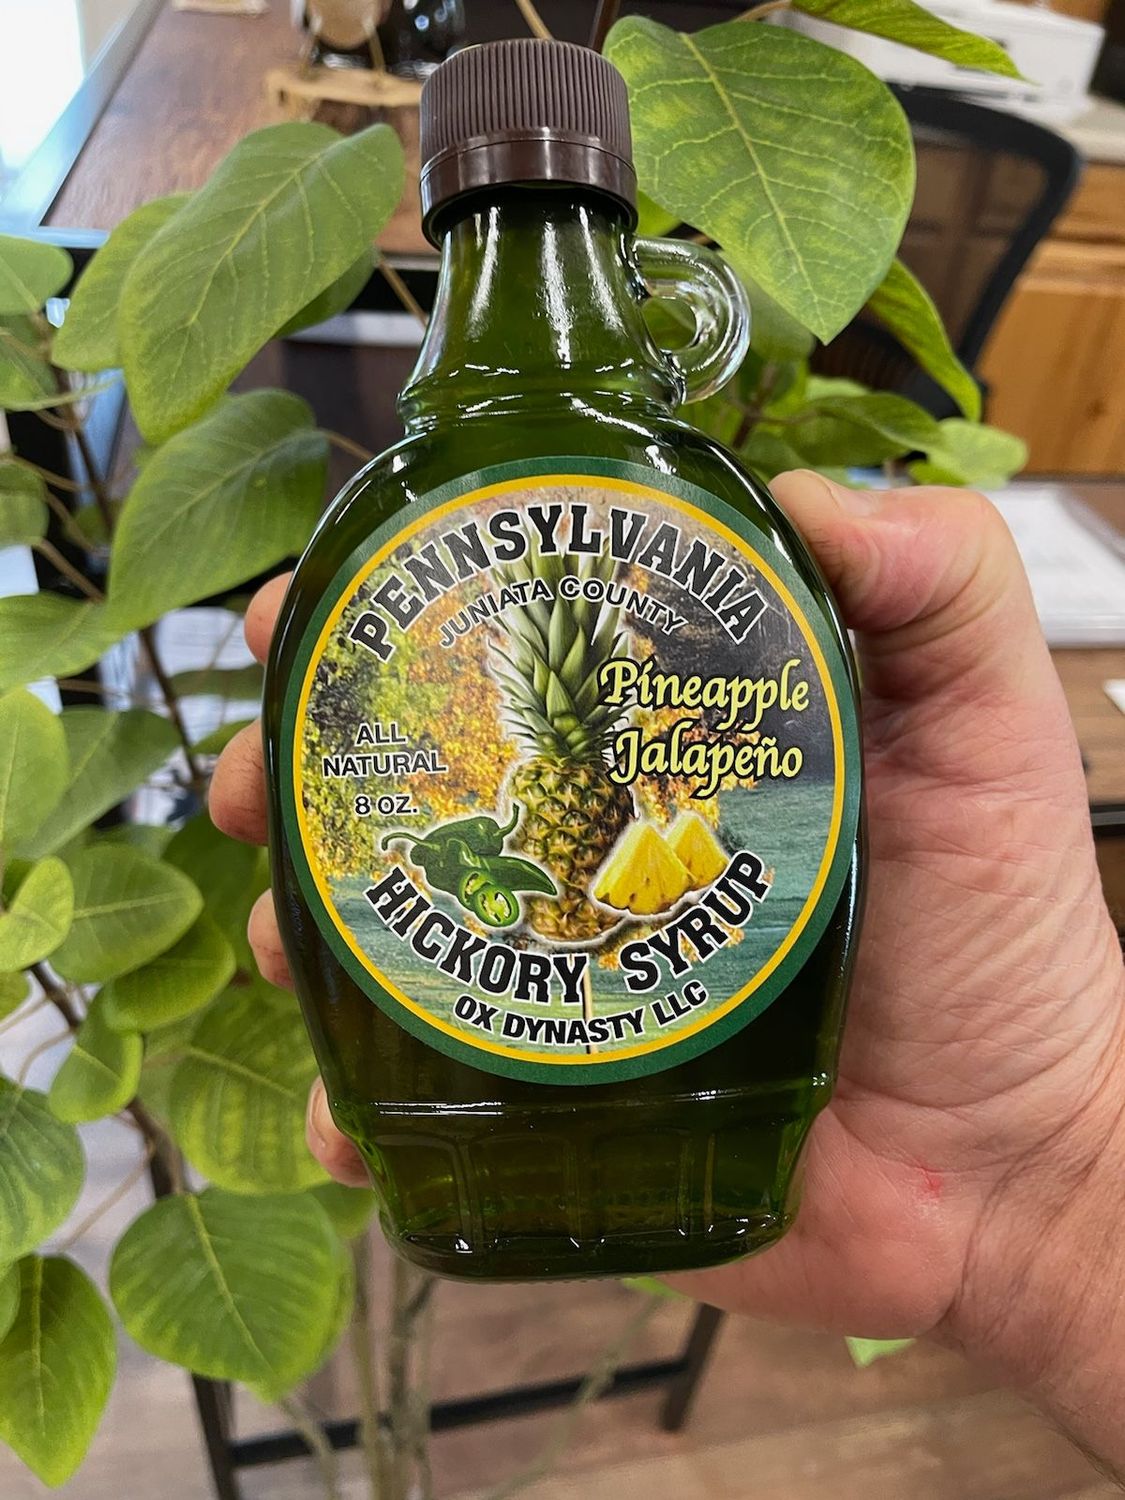 PENNSYLVANIA
JUNIATA COUNTY
Pineapple
Jalapeño
ALL
NATURAL
8 OZ.
HICKORY SYRUP
OX DYNASTY LLC